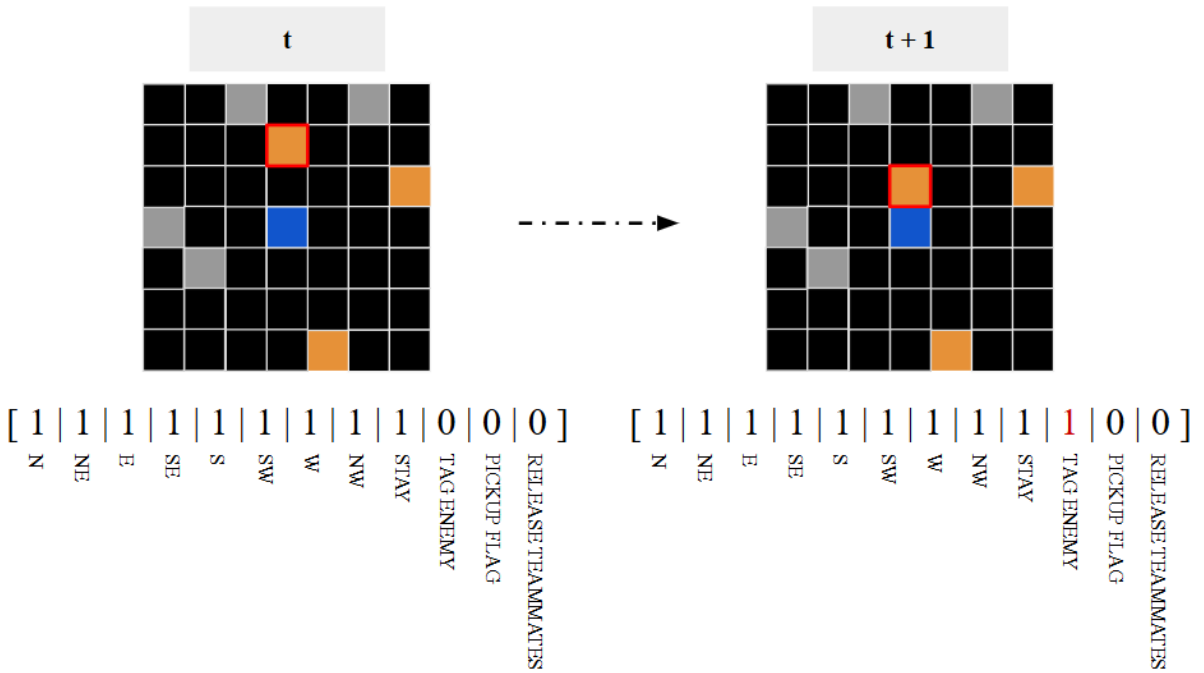 t
t + 1
[ 1 | 1 | 1 | 1 | 1 | 1 | 1 | 1 | 1 | 0 | 0 | 0 ]
N
NE
E
SE
S
SW
W
NW
STAY
TAG ENEMY
PICKUP FLAG
RELEASE TEAMMATES
[ 1 | 1 | 1 | 1 | 1 | 1 | 1 | 1 | 1 | 1 | 0 | 0 ]
N
NE
E
SE
S
SW
W
NW
STAY
TAG ENEMY
PICKUP FLAG
RELEASE TEAMMATES